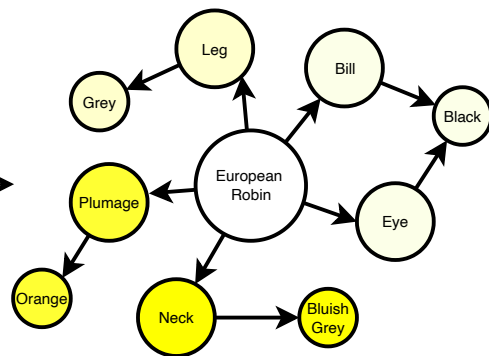 Leg
Bill
Grey
Black
European
Robin
Plumage
Eye
Orange
Neck
Bluish
Grey